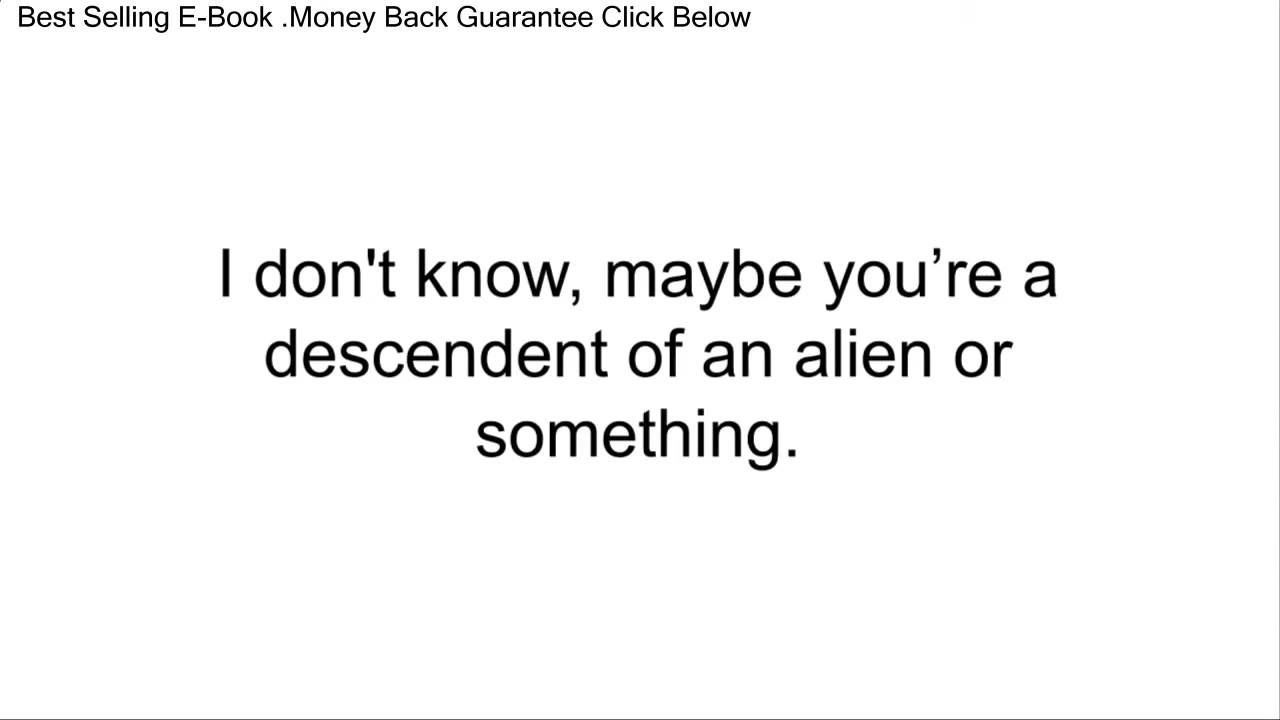 Best Selling E-Book .Money Back Guarantee Click Below
I don't know, maybe you’re a
descendent of an alien or
something.